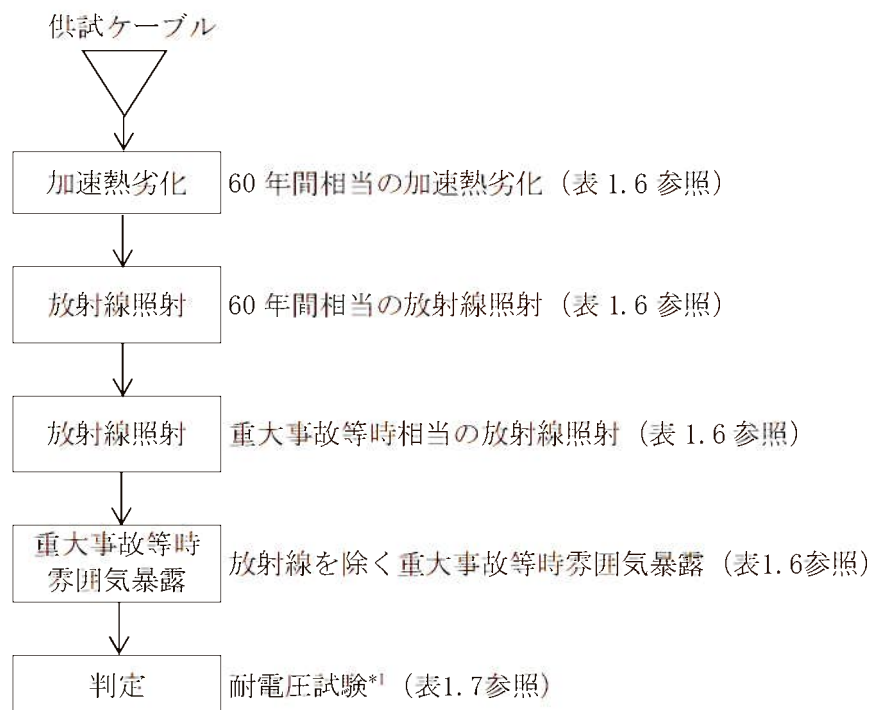 供試ケーブル
加速熱劣化 60 年間相当の加速熱劣化（表 1.6 参照）
放射線照射 60 年間相当の放射線照射（表 1.6 参照）
放射線照射 重大事故等時相当の放射線照射（表 1.6 参照）
重大事故等時
雰囲気暴露 放射線を除く重大事故等時雰囲気暴露（表1.6参照）
判定 耐電圧試験*1（表1.7参照）